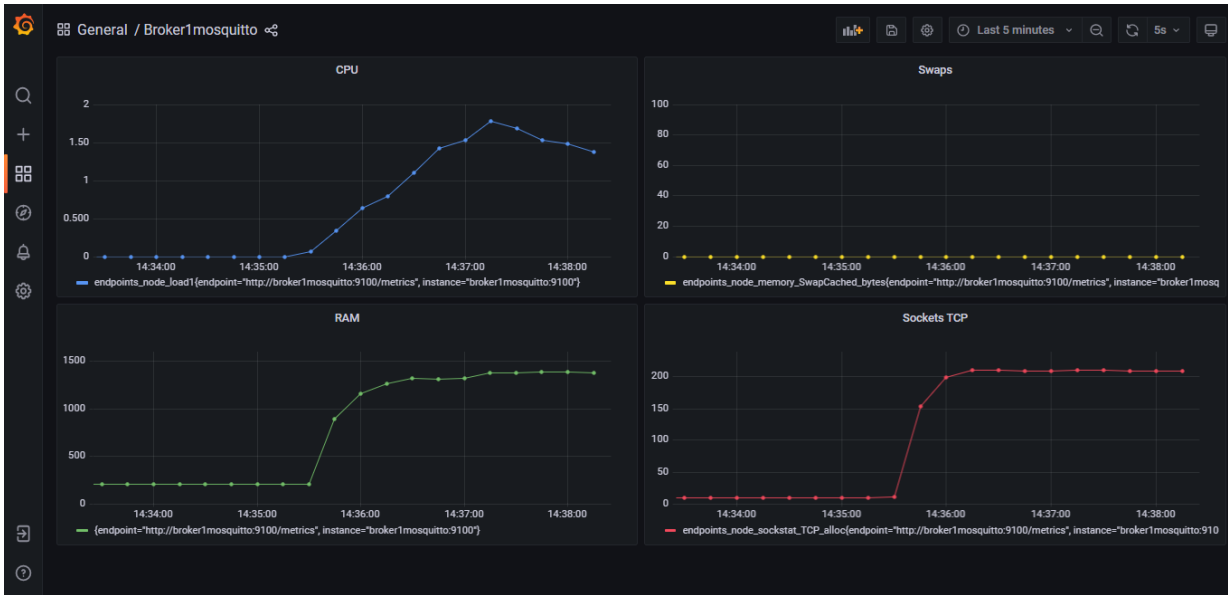 General / Broker1mosquitto
Last 5 minutes
5s
CPU
2
1.50
1
0.500
0
14:34:00 14:35:00 14:36:00 14:37:00 14:38:00
endpoints_node_load1{endpoint="http://broker1mosquitto:9100/metrics", instance="broker1mosquitto:9100"}
Swaps
100
80
60
40
20
0
14:34:00 14:35:00 14:36:00 14:37:00 14:38:00
endpoints_node_memory_SwapCached_bytes{endpoint="http://broker1mosquitto:9100/metrics", instance="broker1mosq
RAM
1500
1000
500
0
14:34:00 14:35:00 14:36:00 14:37:00 14:38:00
{endpoint="http://broker1mosquitto:9100/metrics", instance="broker1mosquitto:9100"}
Sockets TCP
200
150
100
50
0
14:34:00 14:35:00 14:36:00 14:37:00 14:38:00
endpoints_node_sockstat_TCP_alloc{endpoint="http://broker1mosquitto:9100/metrics", instance="broker1mosquitto:910